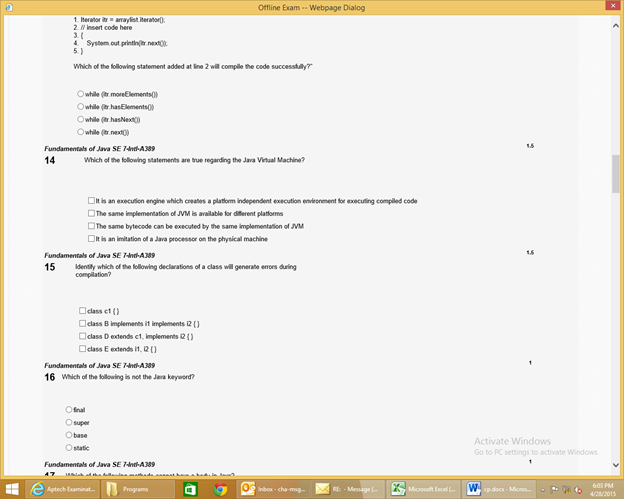 Offline Exam -- Webpage Dialog
1. Iterator itr = arraylist.iterator();
2. // insert code here
3. {
4. System.out.println(itr.next());
5. }
Which of the following statement added at line 2 will compile the code successfully?"
while (itr.moreElements())
while (itr.hasElements())
while (itr.hasNext())
while (itr.next())
Fundamentals of Java SE 7-Intl-A389 1.5
14 Which of the following statements are true regarding the Java Virtual Machine?
It is an execution engine which creates a platform independent execution environment for executing compiled code
The same implementation of JVM is available for different platforms
The same bytecode can be executed by the same implementation of JVM
It is an imitation of a Java processor on the physical machine
Fundamentals of Java SE 7-Intl-A389 1.5
15 Identify which of the following declarations of a class will generate errors during
compilation?
class c1 { }
class B implements i1 implements i2 { }
class D extends c1, implements i2 { }
class E extends i1, i2 { }
Fundamentals of Java SE 7-Intl-A389 1
16 Which of the following is not the Java keyword?
final
super
base
static
Activate Windows
Go to PC settings to activate Windows.
Fundamentals of Java SE 7-Intl-A389 1
17 Which of the following methods cannot have a body in Java?
Aptech Examinat... Programs Inbox - cha-msg... RE: - Message (... Microsoft Excel (... cp.docx - Micros... 6:03 PM
4/28/2015